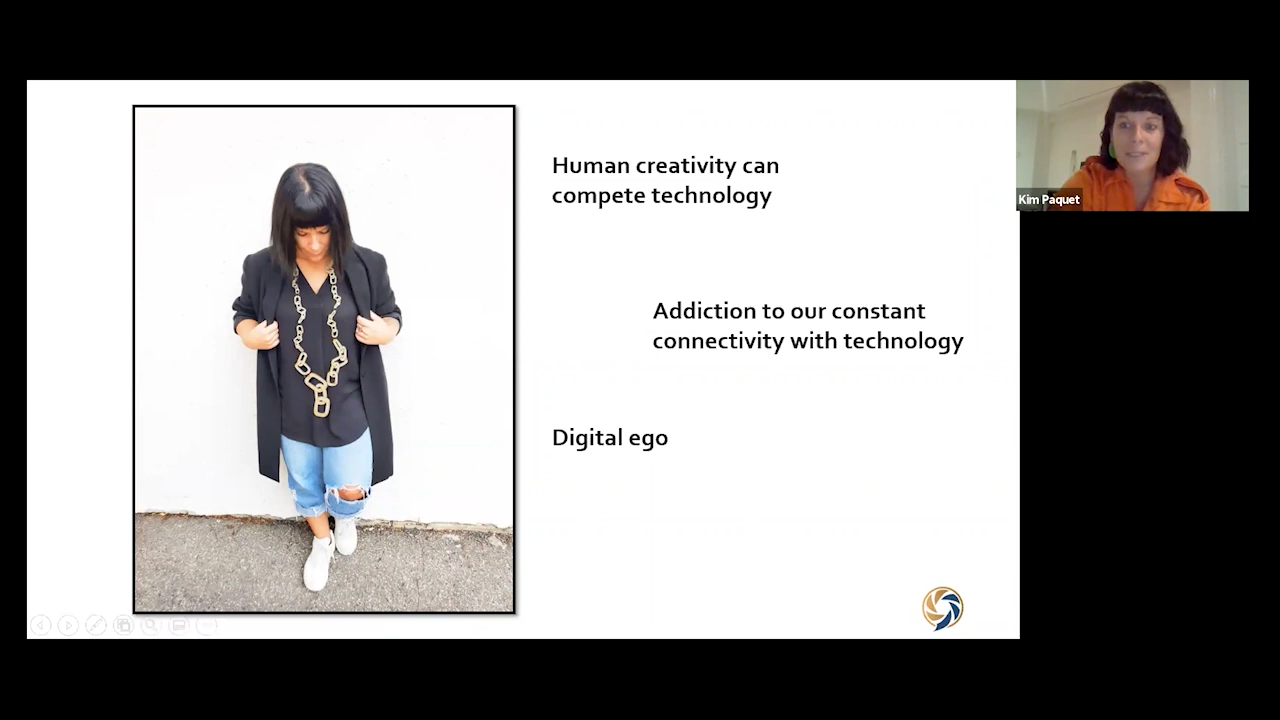 Human creativity can
compete technology
Kim Paquet
Addiction to our constant
connectivity with technology
Digital ego